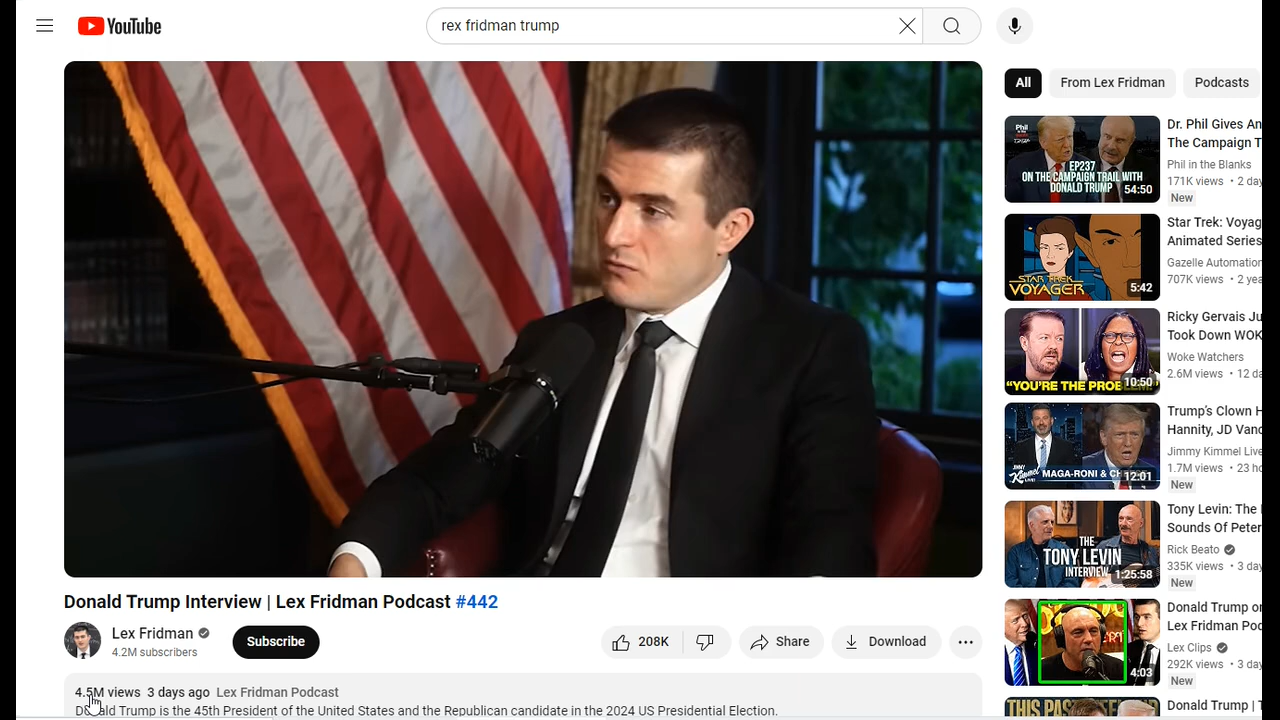 YouTube
rex fridman trump
All
From Lex Fridman
Podcasts
Donald Trump Interview | Lex Fridman Podcast #442
Lex Fridman
4.2M subscribers
Subscribe
208K
Share
Download
4.5M views 3 days ago Lex Fridman Podcast
Donald Trump is the 45th President of the United States and the Republican candidate in the 2024 US Presidential Election.
EP237
ON THE CAMPAIGN TRAIL WITH
DONALD TRUMP
54:50
Dr. Phil Gives An
The Campaign T
Phil in the Blanks
171K views • 2 da
New
STAR TREK
VOYAGER
5:42
Star Trek: Voyag
Animated Series
Gazelle Automation
707K views • 2 yea
"YOU'RE THE
10:50
Ricky Gervais Ju
Took Down WOK
Woke Watchers
2.6M views • 12 da
JIMMY
KIMMEL
LIVE!
MAGA-RONI & CH
12:01
Trump's Clown H
Hannity, JD Vanc
Jimmy Kimmel Live
1.7M views • 23 ho
New
THE
TONY LEVIN
INTERVIEW
1:25:58
Tony Levin: The
Sounds Of Peter
Rick Beato
335K views • 3 day
New
4:03
Donald Trump on
Lex Fridman Pod
Lex Clips
292K views • 3 day
New
THIS PAS
Donald Trump | T